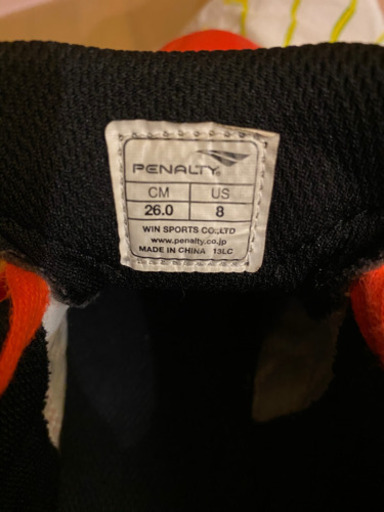 PENALTY®
CM US
26.0 8
WIN SPORTS CO.,LTD
www.penalty.co.jp
MADE IN CHINA 13LC